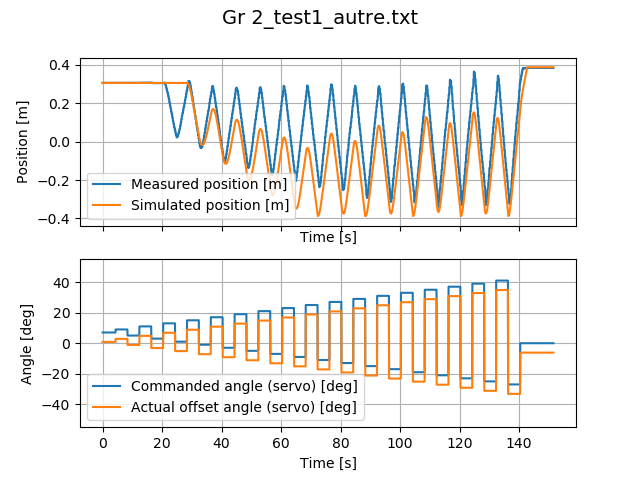 Gr 2_test1_autre.txt
Position [m]
0.4
0.2
0.0
−0.2
−0.4
Measured position [m]
Simulated position [m]
Time [s]
Angle [deg]
40
20
0
−20
−40
Commanded angle (servo) [deg]
Actual offset angle (servo) [deg]
0 20 40 60 80 100 120 140
Time [s]